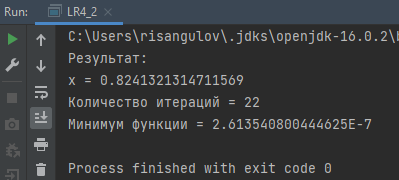 Run: LR4_2
C:\Users\risangulov\.jdks\openjdk-16.0.2\b
Результат:
x = 0.8241321314711569
Количество итераций = 22
Минимум функции = 2.613540800444625E-7
Process finished with exit code 0